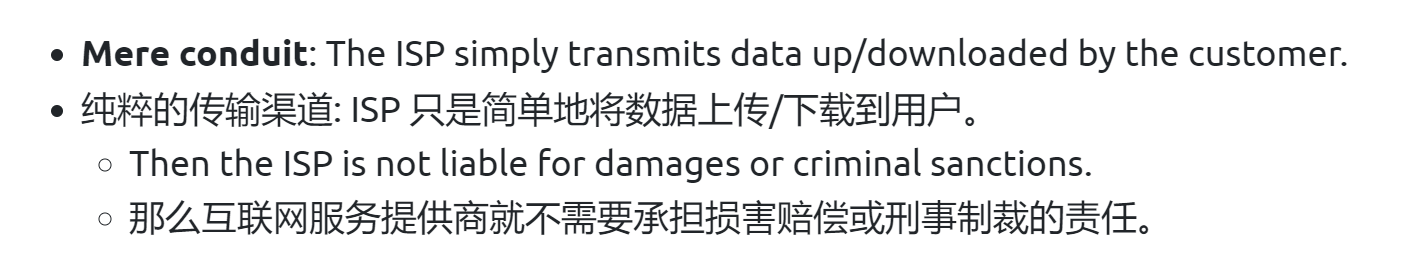 • Mere conduit: The ISP simply transmits data up/downloaded by the customer.
• 纯粹的传输渠道: ISP 只是简单地将数据上传/下载到用户。
◦ Then the ISP is not liable for damages or criminal sanctions.
◦ 那么互联网服务提供商就不需要承担损害赔偿或刑事制裁的责任。